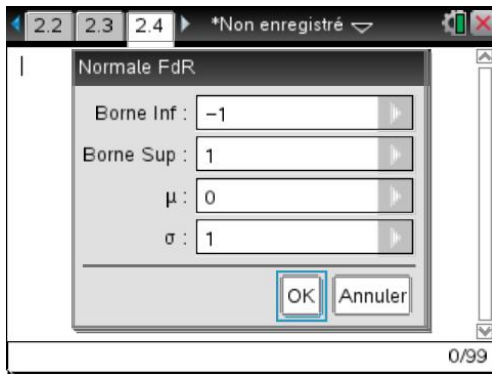 2.2 2.3 2.4 *Non enregistré
Normale FdR
Borne Inf : -1
Borne Sup : 1
μ : 0
σ : 1
OK Annuler
0/99